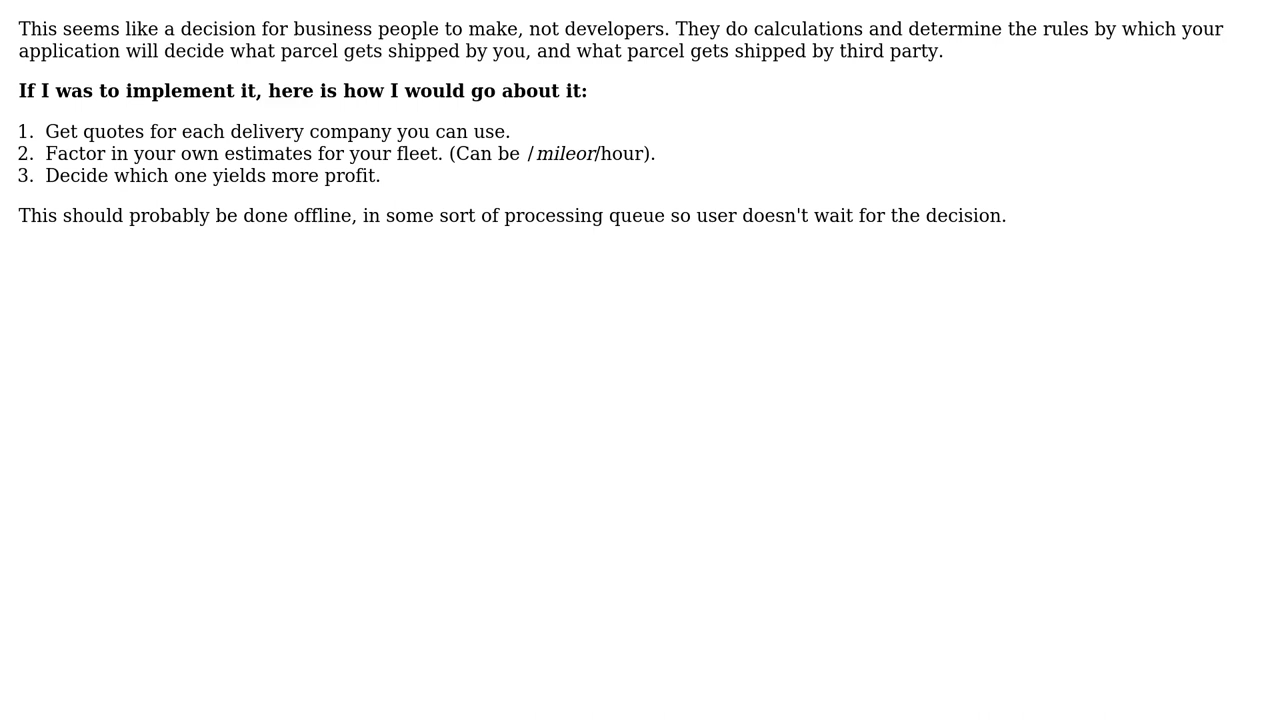 This seems like a decision for business people to make, not developers. They do calculations and determine the rules by which your
application will decide what parcel gets shipped by you, and what parcel gets shipped by third party.
If I was to implement it, here is how I would go about it:
1. Get quotes for each delivery company you can use.
2. Factor in your own estimates for your fleet. (Can be /mileor/hour).
3. Decide which one yields more profit.
This should probably be done offline, in some sort of processing queue so user doesn't wait for the decision.